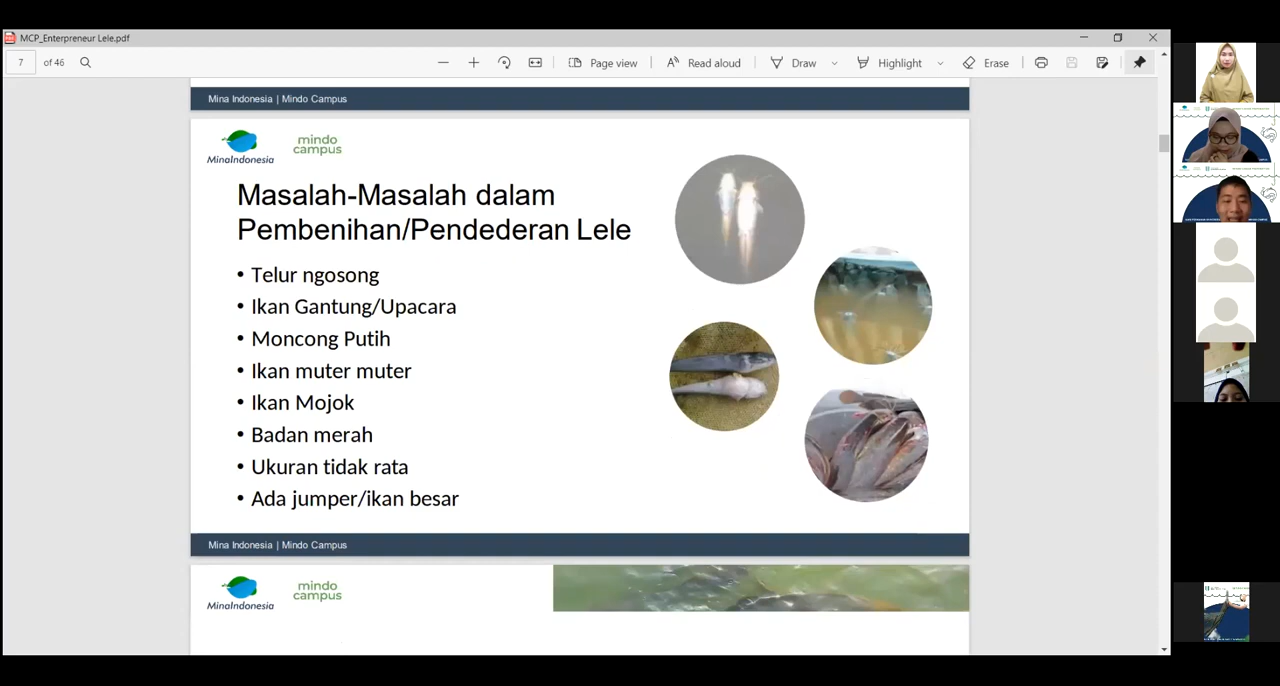 MCP_Enterpreneur Lele.pdf
7 of 46
Page view
Read aloud
Draw
Highlight
Erase
Mina Indonesia | Mindo Campus
MinaIndonesia
mindo
campus
Masalah-Masalah dalam
Pembenihan/Pendederan Lele
• Telur ngosong
• Ikan Gantung/Upacara
• Moncong Putih
• Ikan muter muter
• Ikan Mojok
• Badan merah
• Ukuran tidak rata
• Ada jumper/ikan besar
Mina Indonesia | Mindo Campus
MinaIndonesia
mindo
campus